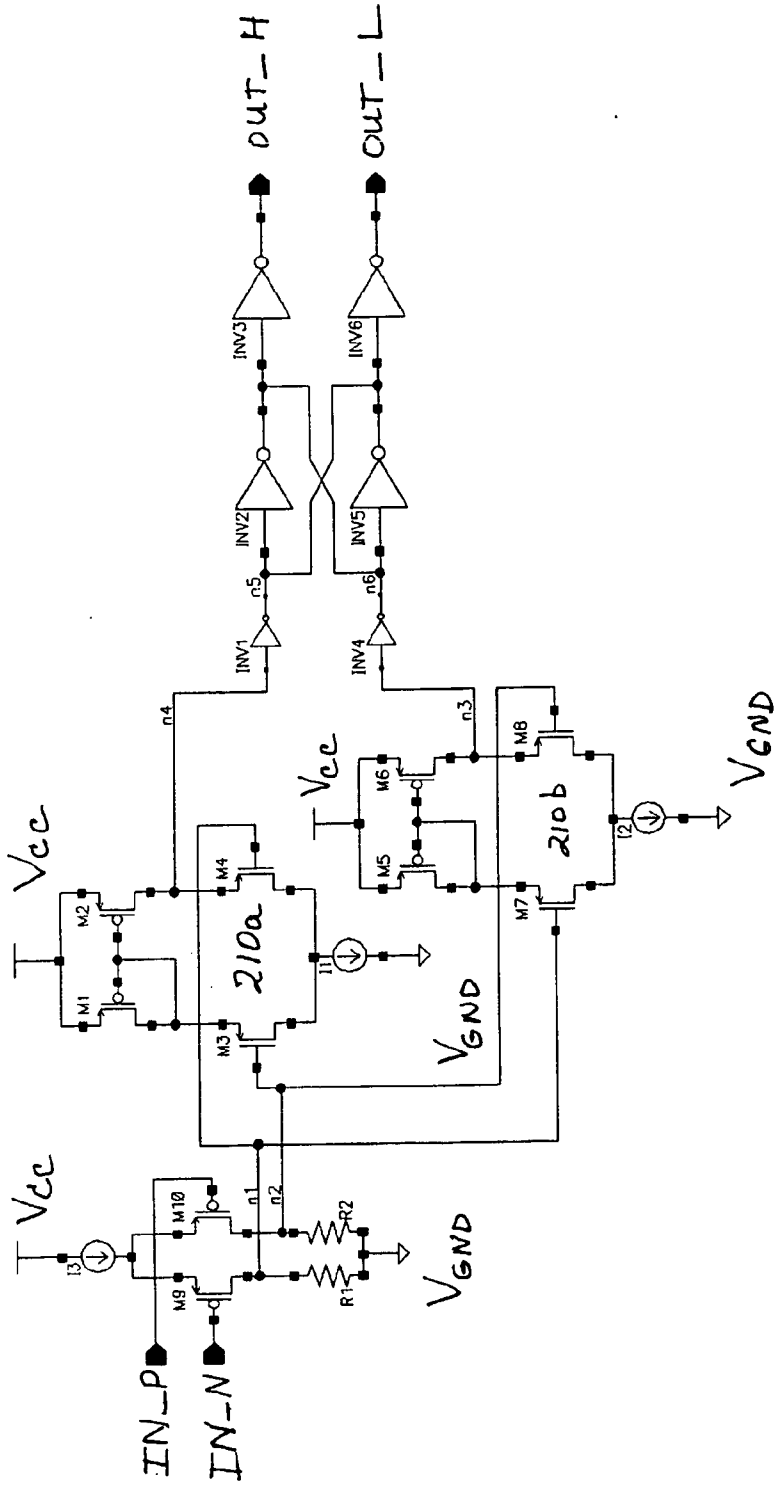 IN_P
IN_N
Vcc
I3
M9
M10
n1
n2
R1
R2
VGND
Vcc
M1
M2
M3
M4
210a
I1
VGND
n4
Vcc
M5
M6
M7
M8
210b
I2
VGND
n3
INV1
n5
INV2
INV3
OUT_H
INV4
n6
INV5
INV6
OUT_L